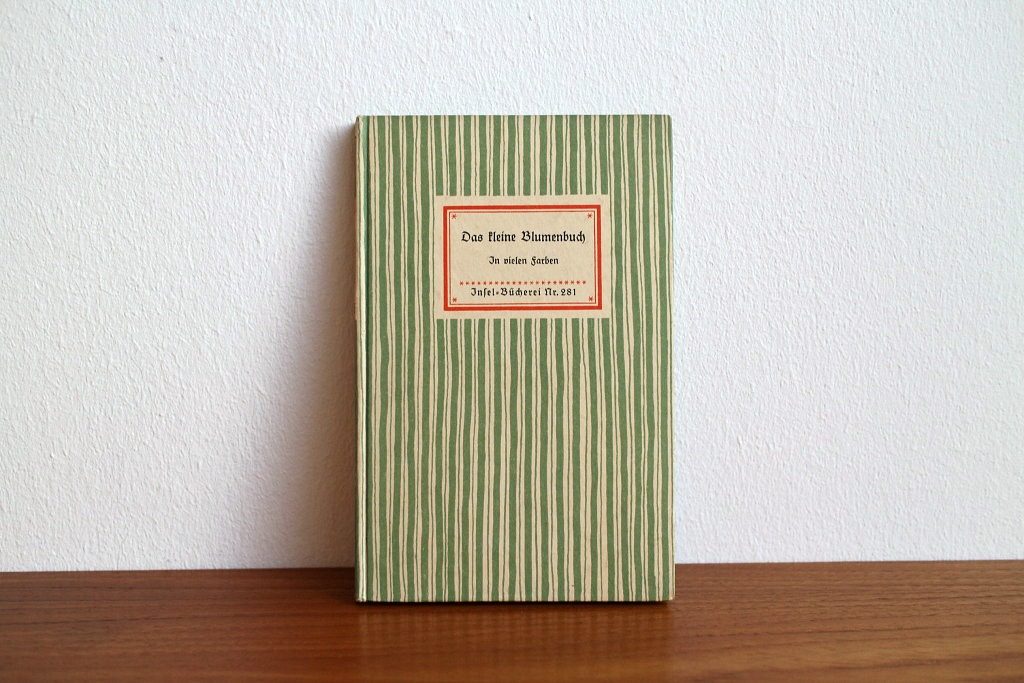 Das kleine Blumenbuch
In vielen Farben
Insel-Bücherei Nr. 281